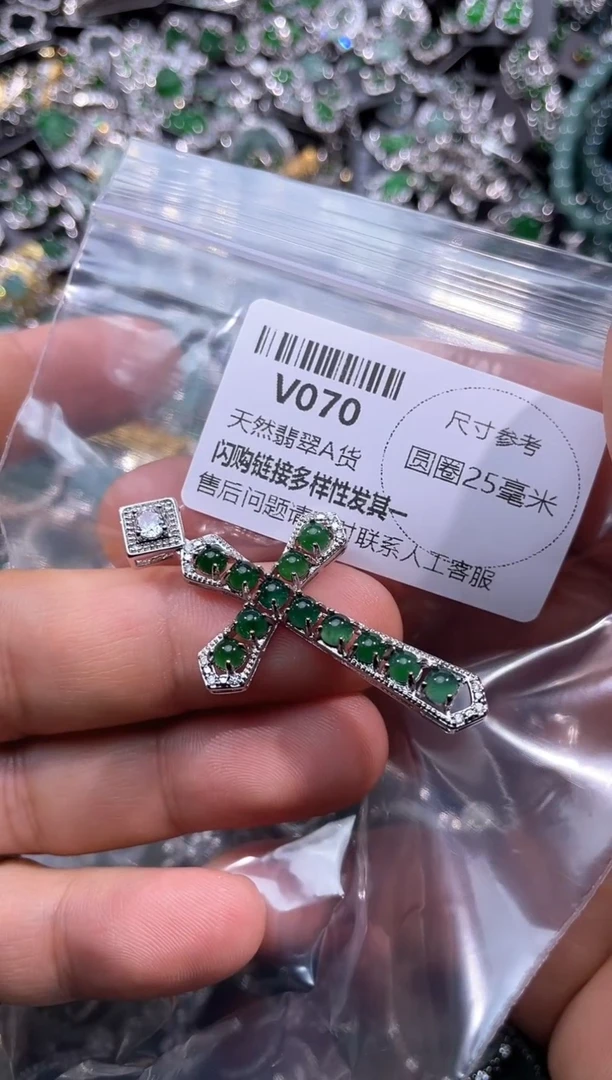 V070
天然翡翠A货
闪购链接多样性发其一
售后问题请 时联系人工客服
尺寸参考
圆圈25毫米